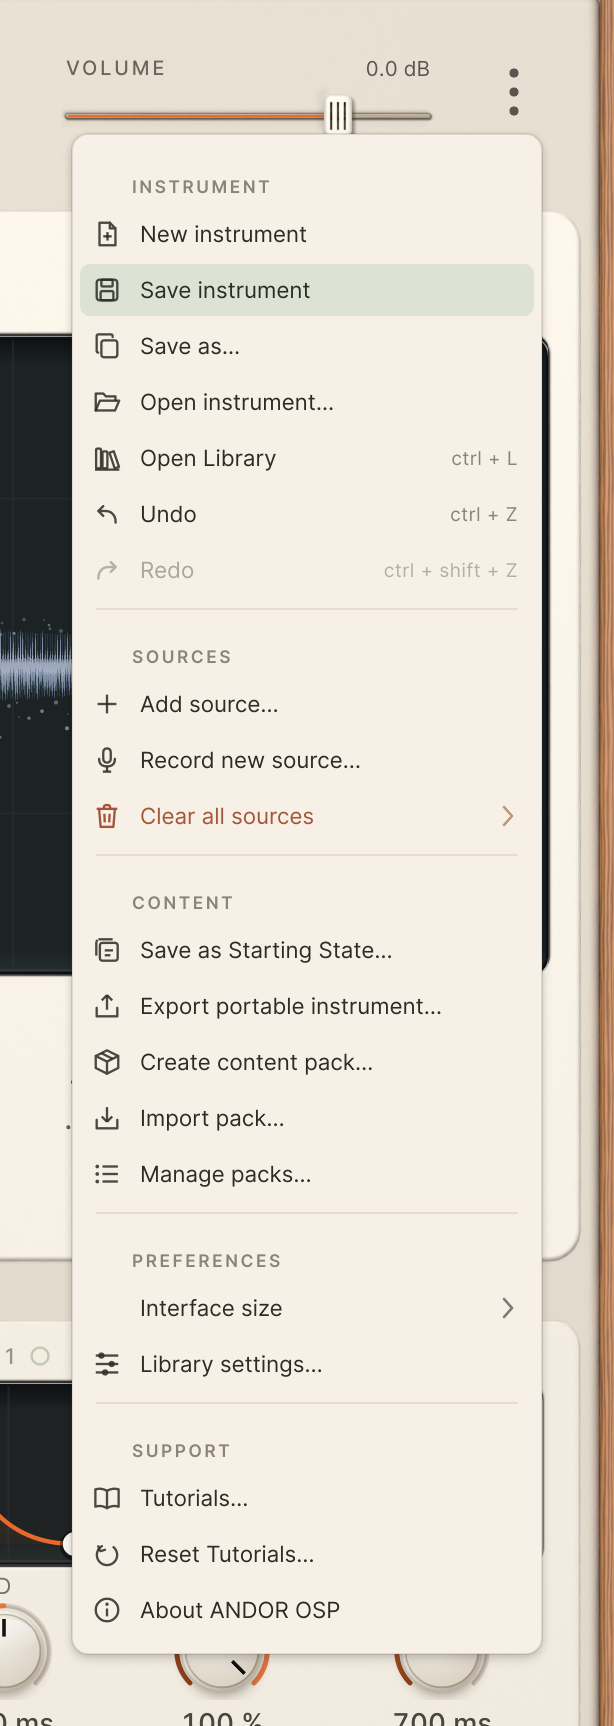 VOLUME 0.0 dB
INSTRUMENT
New instrument
Save instrument
Save as...
Open instrument...
Open Library ctrl + L
Undo ctrl + Z
Redo ctrl + shift + Z
SOURCES
Add source...
Record new source...
Clear all sources
CONTENT
Save as Starting State...
Export portable instrument...
Create content pack...
Import pack...
Manage packs...
PREFERENCES
Interface size
1
Library settings...
SUPPORT
Tutorials...
Reset Tutorials...
About ANDOR OSP
0 ms 100 % 700 ms